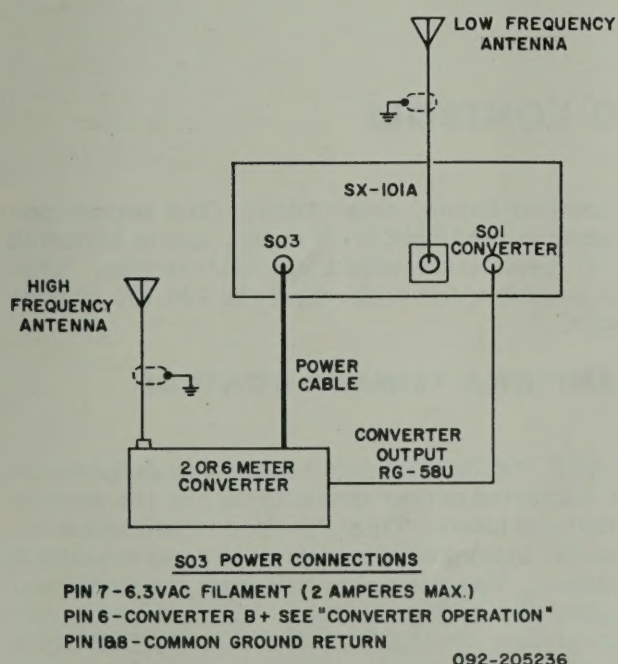 LOW FREQUENCY
ANTENNA
SX-101A
S03
S01
CONVERTER
HIGH
FREQUENCY
ANTENNA
POWER
CABLE
CONVERTER
OUTPUT
RG-58U
2 OR 6 METER
CONVERTER
S03 POWER CONNECTIONS
PIN 7-6.3VAC FILAMENT (2 AMPERES MAX.)
PIN 6-CONVERTER B+ SEE "CONVERTER OPERATION"
PIN 1&8-COMMON GROUND RETURN
092-205236